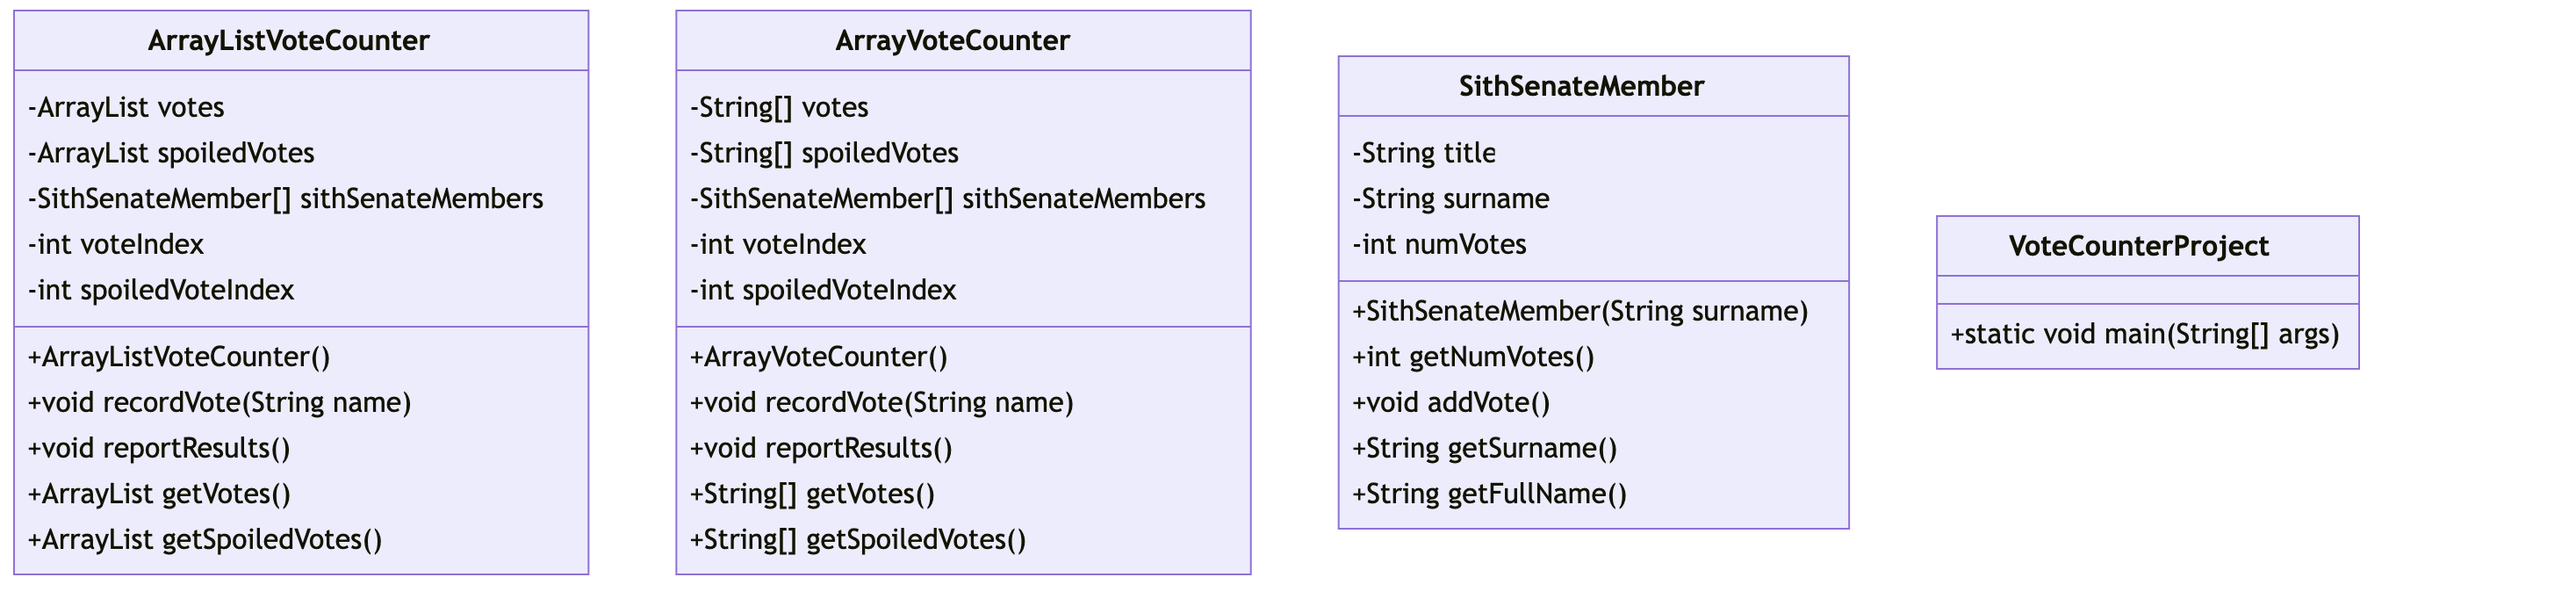 ArrayListVoteCounter
-ArrayList votes
-ArrayList spoiledVotes
-SithSenateMember[] sithSenateMembers
-int voteIndex
-int spoiledVoteIndex
+ArrayListVoteCounter()
+void recordVote(String name)
+void reportResults()
+ArrayList getVotes()
+ArrayList getSpoiledVotes()
ArrayVoteCounter
-String[] votes
-String[] spoiledVotes
-SithSenateMember[] sithSenateMembers
-int voteIndex
-int spoiledVoteIndex
+ArrayVoteCounter()
+void recordVote(String name)
+void reportResults()
+String[] getVotes()
+String[] getSpoiledVotes()
SithSenateMember
-String title
-String surname
-int numVotes
+SithSenateMember(String surname)
+int getNumVotes()
+void addVote()
+String getSurname()
+String getFullName()
VoteCounterProject
+static void main(String[] args)